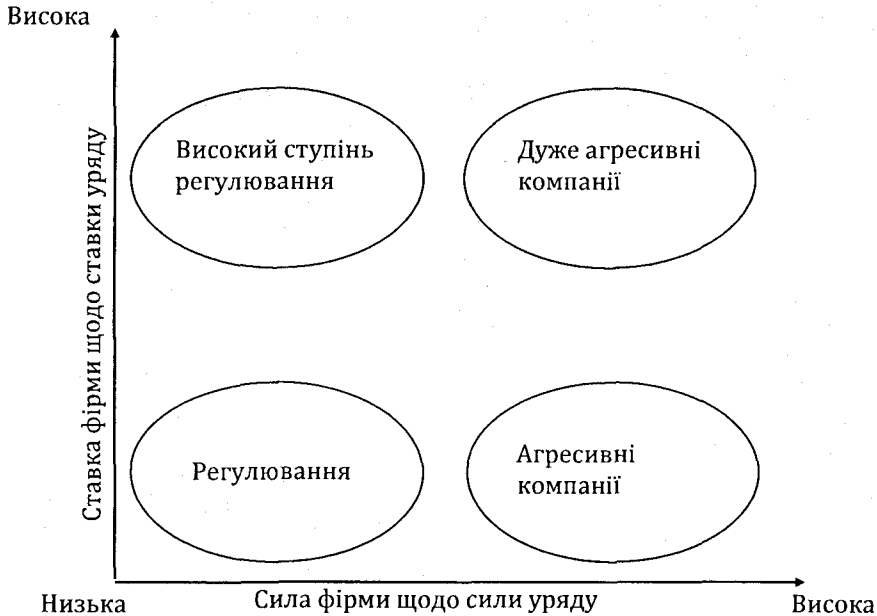 Висока
Ставка фірми щодо ставки уряду
Високий ступінь
регулювання
Дуже агресивні
компанії
Регулювання
Агресивні
компанії
Низька
Сила фірми щодо сили уряду
Висока